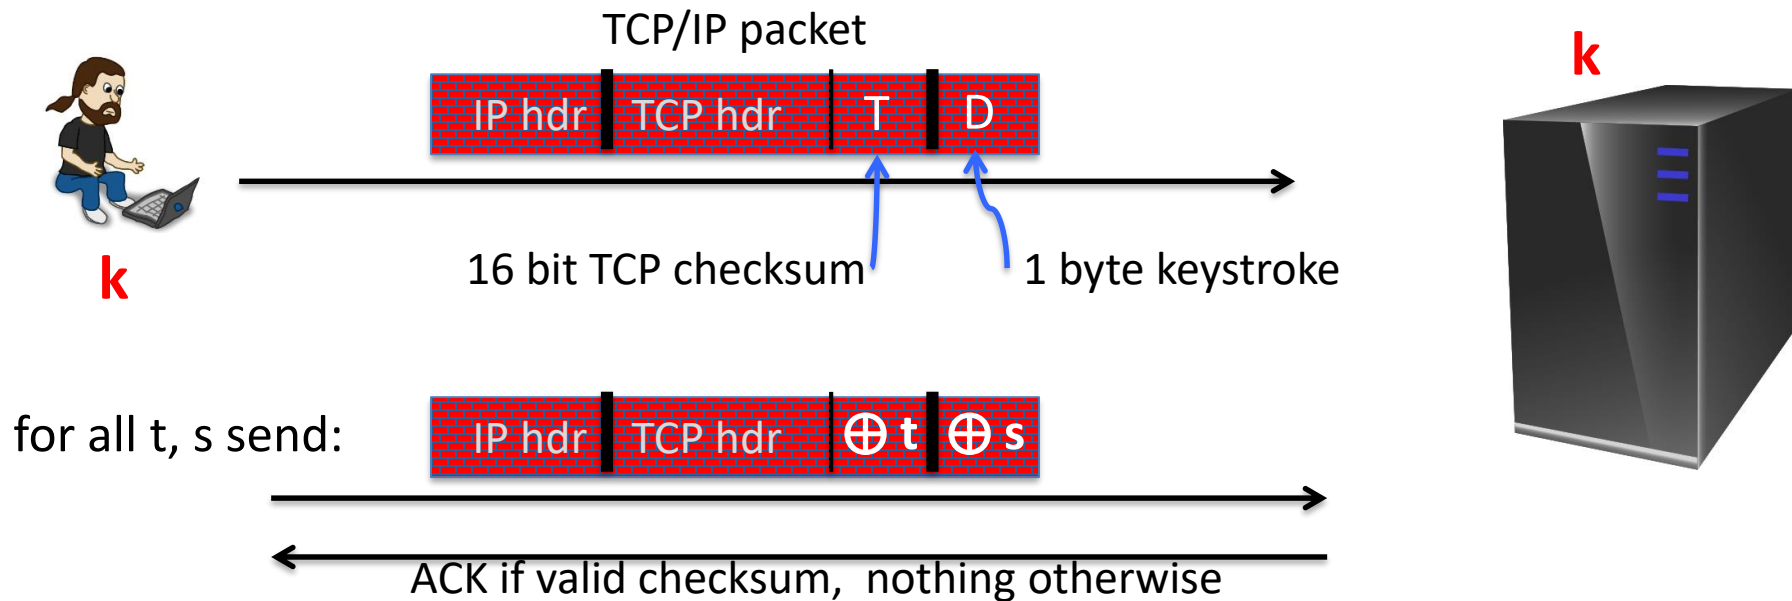 TCP/IP packet
k
IP hdr TCP hdr T D
16 bit TCP checksum 1 byte keystroke
k
for all t, s send: IP hdr TCP hdr ⊕ t ⊕ s
ACK if valid checksum, nothing otherwise